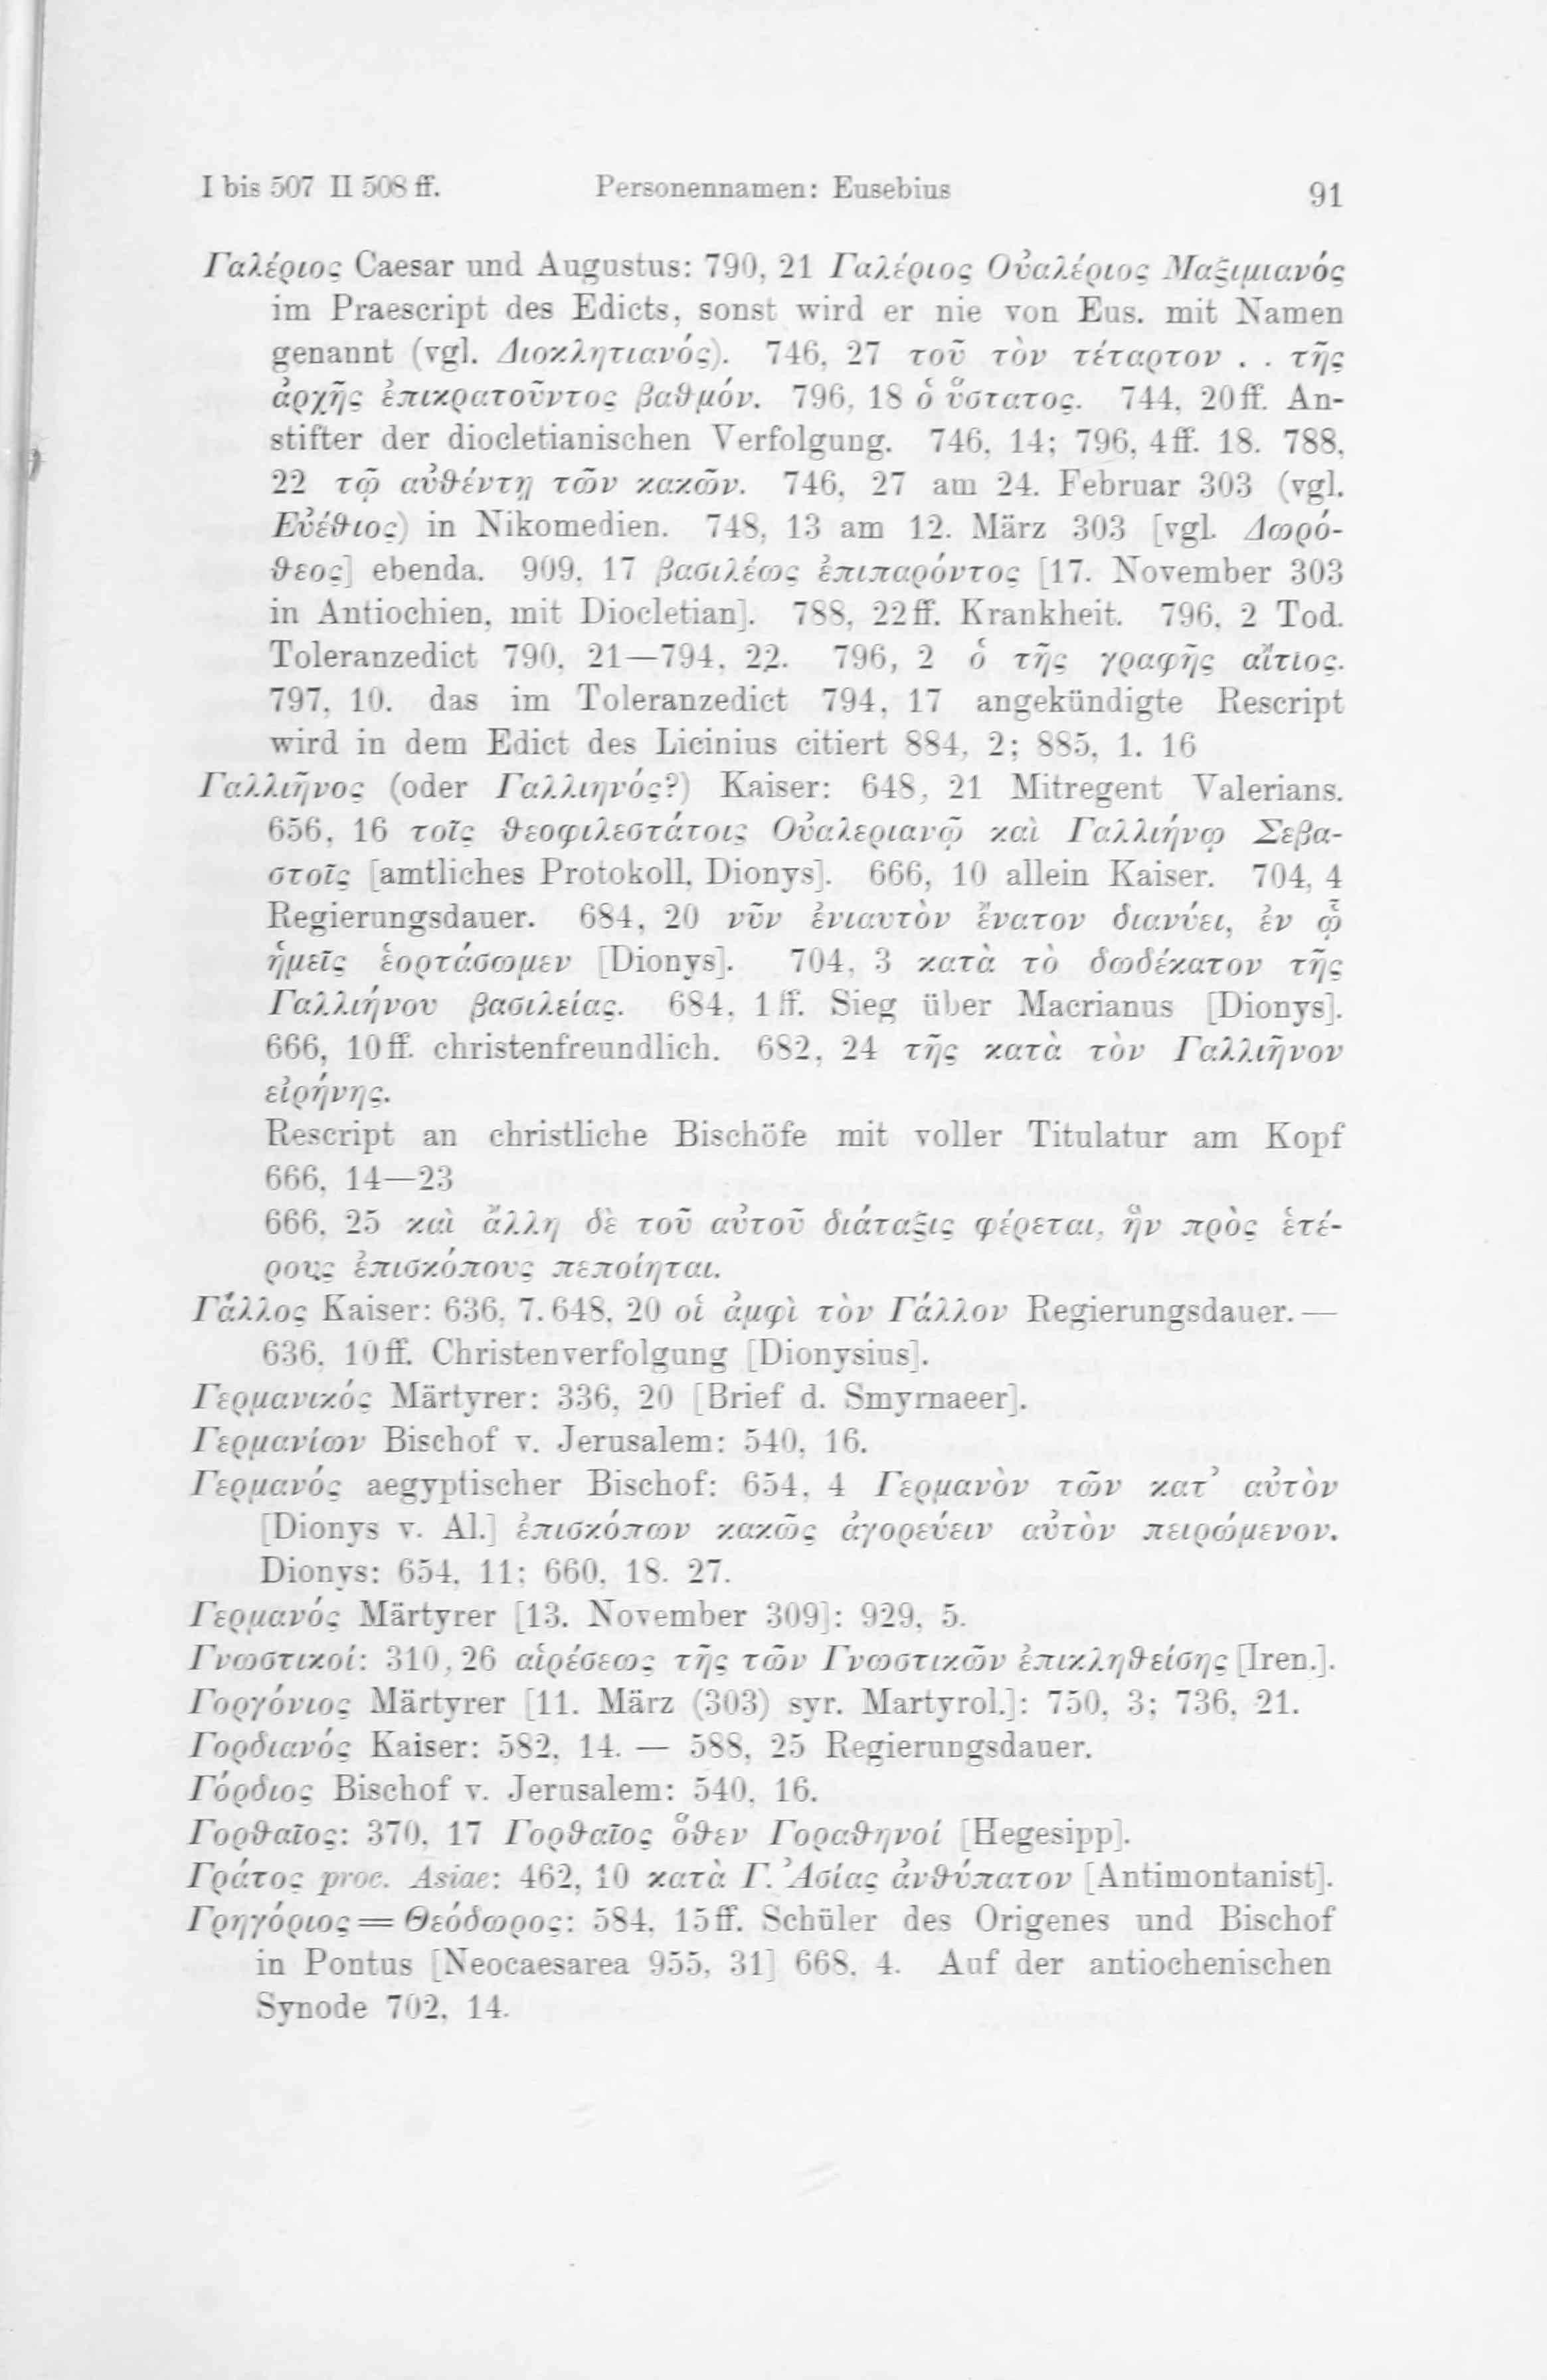 I bis 507 II 508 ff. Personennamen: Eusebius 91
Γαλέριος Caesar und Augustus: 790, 21 Γαλέριος Οὐαλέριος Μαξιμιανός
im Praescript des Edicts, sonst wird er nie von Eus. mit Namen
genannt (vgl. Διοκλητιανός). 746, 27 τοῦ τὸν τέταρτον . . τῆς
ἀρχῆς ἐπικρατοῦντος βαθμόν. 796, 18 ὁ ὕστατος. 744, 20 ff. An-
stifter der diocletianischen Verfolgung. 746, 14; 796, 4 ff. 18. 788,
22 τῷ αὐθέντῃ τῶν κακῶν. 746, 27 am 24. Februar 303 (vgl.
Εὐέθιος) in Nikomedien. 748, 13 am 12. März 303 [vgl. Δωρό-
θεος] ebenda. 909, 17 βασιλέως ἐπιπαρόντος [17. November 303
in Antiochien, mit Diocletian]. 788, 22 ff. Krankheit. 796, 2 Tod.
Toleranzedict 790, 21—794, 22. 796, 2 ὁ τῆς γραφῆς αἴτιος.
797, 10. das im Toleranzedict 794, 17 angekündigte Rescript
wird in dem Edict des Licinius citiert 884, 2; 885, 1. 16
Γαλλιῆνος (oder Γαλλιηνός?) Kaiser: 648, 21 Mitregent Valerians.
656, 16 τοῖς θεοφιλεστάτοις Οὐαλεριανῷ καὶ Γαλλιήνῳ Σεβα-
στοῖς [amtliches Protokoll, Dionys]. 666, 10 allein Kaiser. 704, 4
Regierungsdauer. 684, 20 νῦν ἐνιαυτὸν ἔνατον διανύει, ἐν ᾧ
ἡμεῖς ἑορτάσωμεν [Dionys]. 704, 3 κατὰ τὸ δωδέκατον τῆς
Γαλλιήνου βασιλείας. 684, 1 ff. Sieg über Macrianus [Dionys].
666, 10 ff. christenfreundlich. 682, 24 τῆς κατὰ τὸν Γαλλιῆνον
εἰρήνης.
Rescript an christliche Bischöfe mit voller Titulatur am Kopf
666, 14—23
666, 25 καὶ ἄλλη δὲ τοῦ αὐτοῦ διάταξις φέρεται, ἣν πρὸς ἑτέ-
ρους ἐπισκόπους πεποίηται.
Γάλλος Kaiser: 636, 7. 648, 20 οἱ ἀμφὶ τὸν Γάλλον Regierungsdauer. —
636, 10 ff. Christenverfolgung [Dionysius].
Γερμανικός Märtyrer: 336, 20 [Brief d. Smyrnaeer].
Γερμανίων Bischof v. Jerusalem: 540, 16.
Γερμανός aegyptischer Bischof: 654, 4 Γερμανὸν τῶν κατ᾽ αὐτὸν
[Dionys v. Al.] ἐπισκόπων κακῶς ἀγορεύειν αὐτὸν πειρώμενον.
Dionys: 654, 11; 660, 18. 27.
Γερμανός Märtyrer [13. November 309]: 929, 5.
Γνωστικοί: 310, 26 αἱρέσεως τῆς τῶν Γνωστικῶν ἐπικληθείσης [Iren.].
Γοργόνιος Märtyrer [11. März (303) syr. Martyrol.]: 750, 3; 736, 21.
Γορδιανός Kaiser: 582, 14. — 588, 25 Regierungsdauer.
Γόρδιος Bischof v. Jerusalem: 540, 16.
Γορθαῖος: 370, 17 Γορθαῖος ὅθεν Γοραθηνοί [Hegesipp].
Γράτος proc. Asiae: 462, 10 κατὰ Γ. Ἀσίας ἀνθύπατον [Antimontanist].
Γρηγόριος = Θεόδωρος: 584, 15 ff. Schüler des Origenes und Bischof
in Pontus [Neocaesarea 955, 31] 668, 4. Auf der antiochenischen
Synode 702, 14.